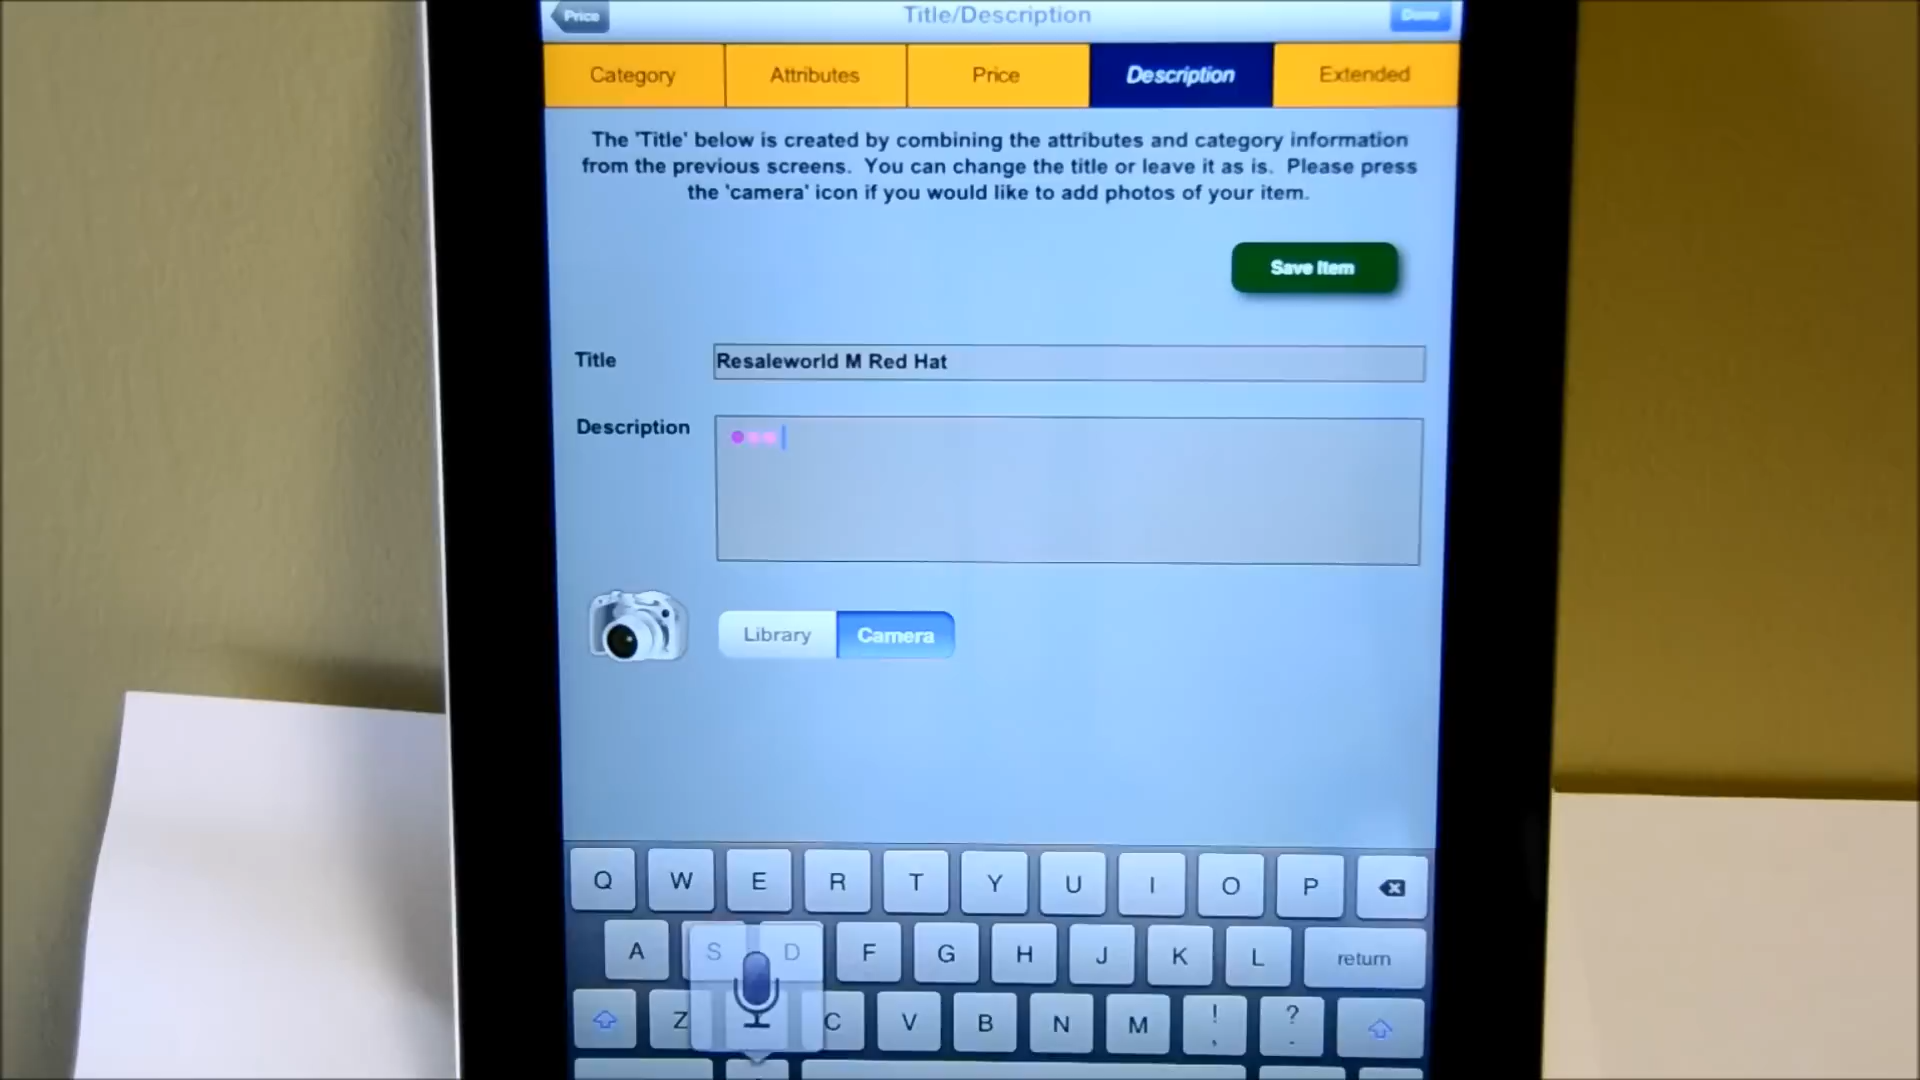 Price Title/Description Done
Category Attributes Price Description Extended
The 'Title' below is created by combining the attributes and category information
from the previous screens. You can change the title or leave it as is. Please press
the 'camera' icon if you would like to add photos of your item.
Save Item
Title Resaleworld M Red Hat
Description
Library Camera
Q W E R T Y U I O P
A S D F G H J K L return
Z C V B N M ! , ? .